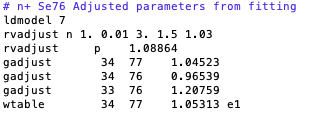 # n+ Se76 Adjusted parameters from fitting
ldmodel 7
rvadjust n 1. 0.01 3. 1.5 1.03
rvadjust p 1.08864
gadjust 34 77 1.04523
gadjust 34 76 0.96539
gadjust 33 76 1.20759
wtable 34 77 1.05313 e1